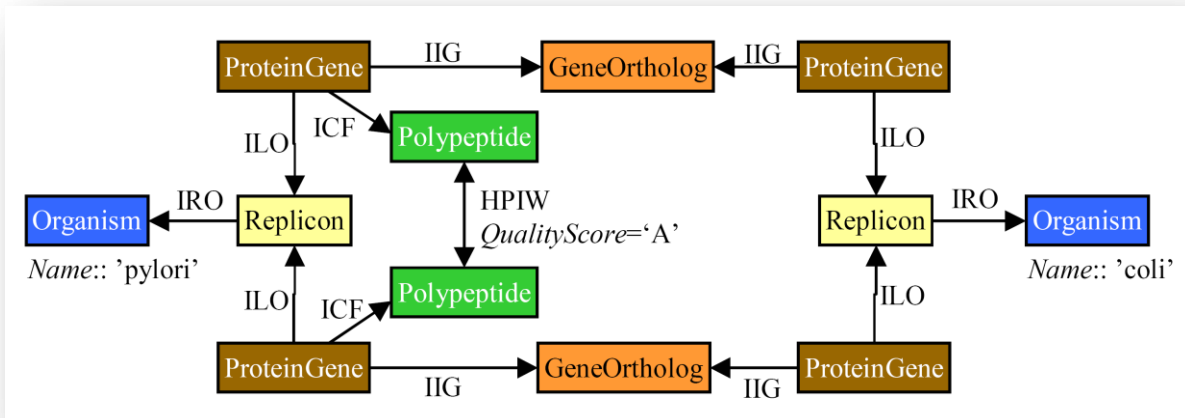 ProteinGene IIG GeneOrtholog IIG ProteinGene
ICF
ILO Polypeptide ILO
IRO HPIW IRO
Organism Replicon QualityScore=‘A’ Replicon Organism
Name:: ’pylori’ Name:: ’coli’
Polypeptide
ILO ICF ILO
ProteinGene GeneOrtholog ProteinGene
IIG IIG